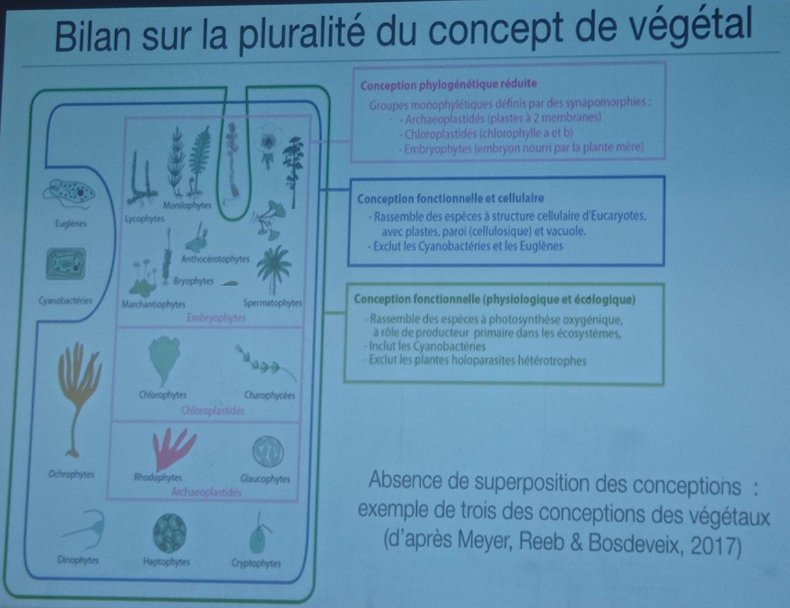 Bilan sur la pluralité du concept de végétal
Conception phylogénétique réduite
Groupes monophylétiques définis par des synapomorphies :
- Archaeoplastidés (plastes à 2 membranes)
- Chloroplastidés (chlorophylle a et b)
- Embryophytes (embryon nourri par la plante mère)
Conception fonctionnelle et cellulaire
- Rassemble des espèces à structure cellulaire d'Eucaryotes,
avec plastes, paroi (cellulosique) et vacuole.
- Exclut les Cyanobactéries et les Euglènes
Conception fonctionnelle (physiologique et écologique)
- Rassemble des espèces à photosynthèse oxygénique,
à rôle de producteur primaire dans les écosystèmes,
- Inclut les Cyanobactéries
- Exclut les plantes holoparasites hétérotrophes
Euglènes
Cyanobactéries
Monilophytes
Lycophytes
Anthocérotophytes
Bryophytes
Marchantiophytes
Spermatophytes
Embryophytes
Chlorophytes
Charophycées
Chloroplastidés
Ochrophytes
Rhodophytes
Glaucophytes
Archaeoplastidés
Dinophytes
Haptophytes
Cryptophytes
Absence de superposition des conceptions :
exemple de trois des conceptions des végétaux
(d'après Meyer, Reeb & Bosdeveix, 2017)